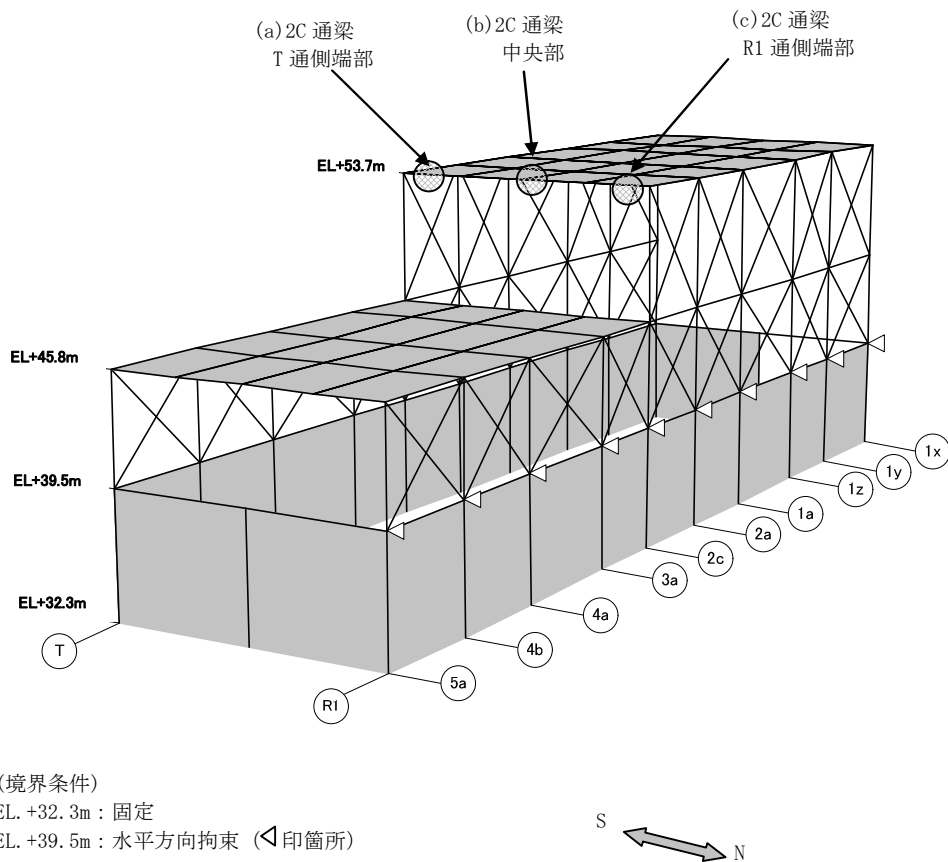 (a)2C 通梁
T 通側端部
(b)2C 通梁
中央部
(c)2C 通梁
R1 通側端部
EL+53.7m
EL+45.8m
EL+39.5m
EL+32.3m
1x
1y
1z
1a
2a
2c
3a
4a
4b
5a
T
R1
(境界条件)
EL.+32.3m：固定
EL.+39.5m：水平方向拘束（◁印箇所）
S
N